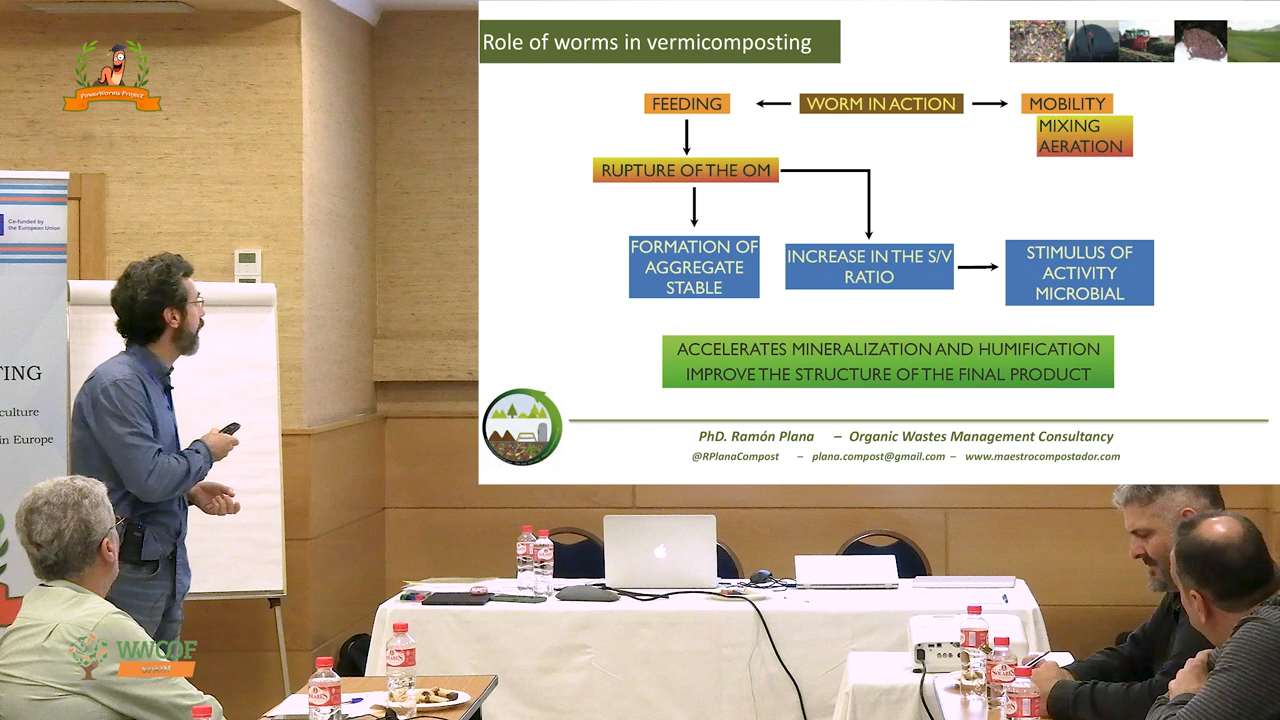 Role of worms in vermicomposting
FEEDING
WORM IN ACTION
MOBILITY
MIXING
AERATION
RUPTURE OF THE OM
FORMATION OF
AGGREGATE
STABLE
INCREASE IN THE S/V
RATIO
STIMULUS OF
ACTIVITY
MICROBIAL
ACCELERATES MINERALIZATION AND HUMIFICATION
IMPROVE THE STRUCTURE OF THE FINAL PRODUCT
PhD. Ramón Plana – Organic Wastes Management Consultancy
@RPlanaCompost – plana.compost@gmail.com – www.maestrocompostador.com
PowerWorms Project
Co-funded by
the European Union
TING
culture
in Europe
WWOOF
SPAIN